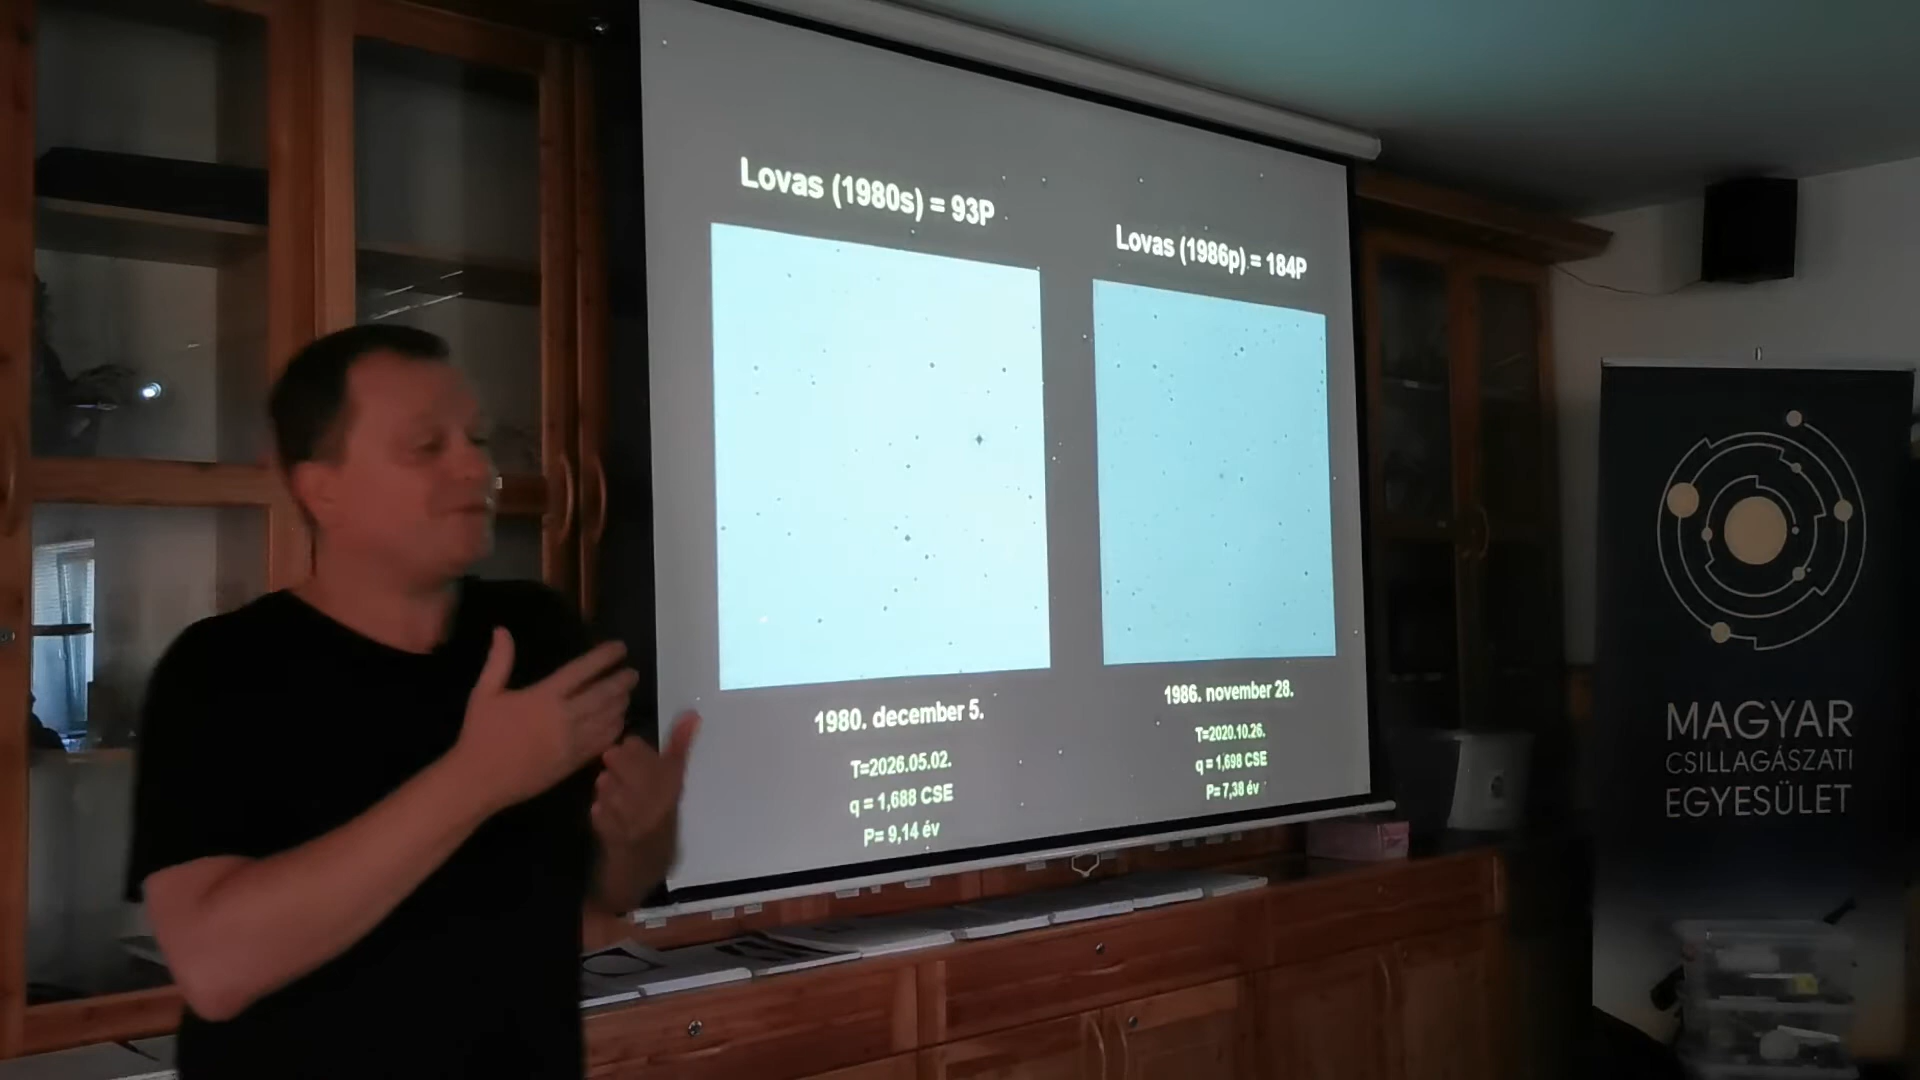 Lovas (1980s) = 93P
1980. december 5.
T=2026.05.02.
q = 1,688 CSE
P= 9,14 év
Lovas (1986p) = 184P
1986. november 28.
T=2020.10.26.
q = 1,698 CSE
P= 7,38 év
MAGYAR
CSILLAGÁSZATI
EGYESÜLET